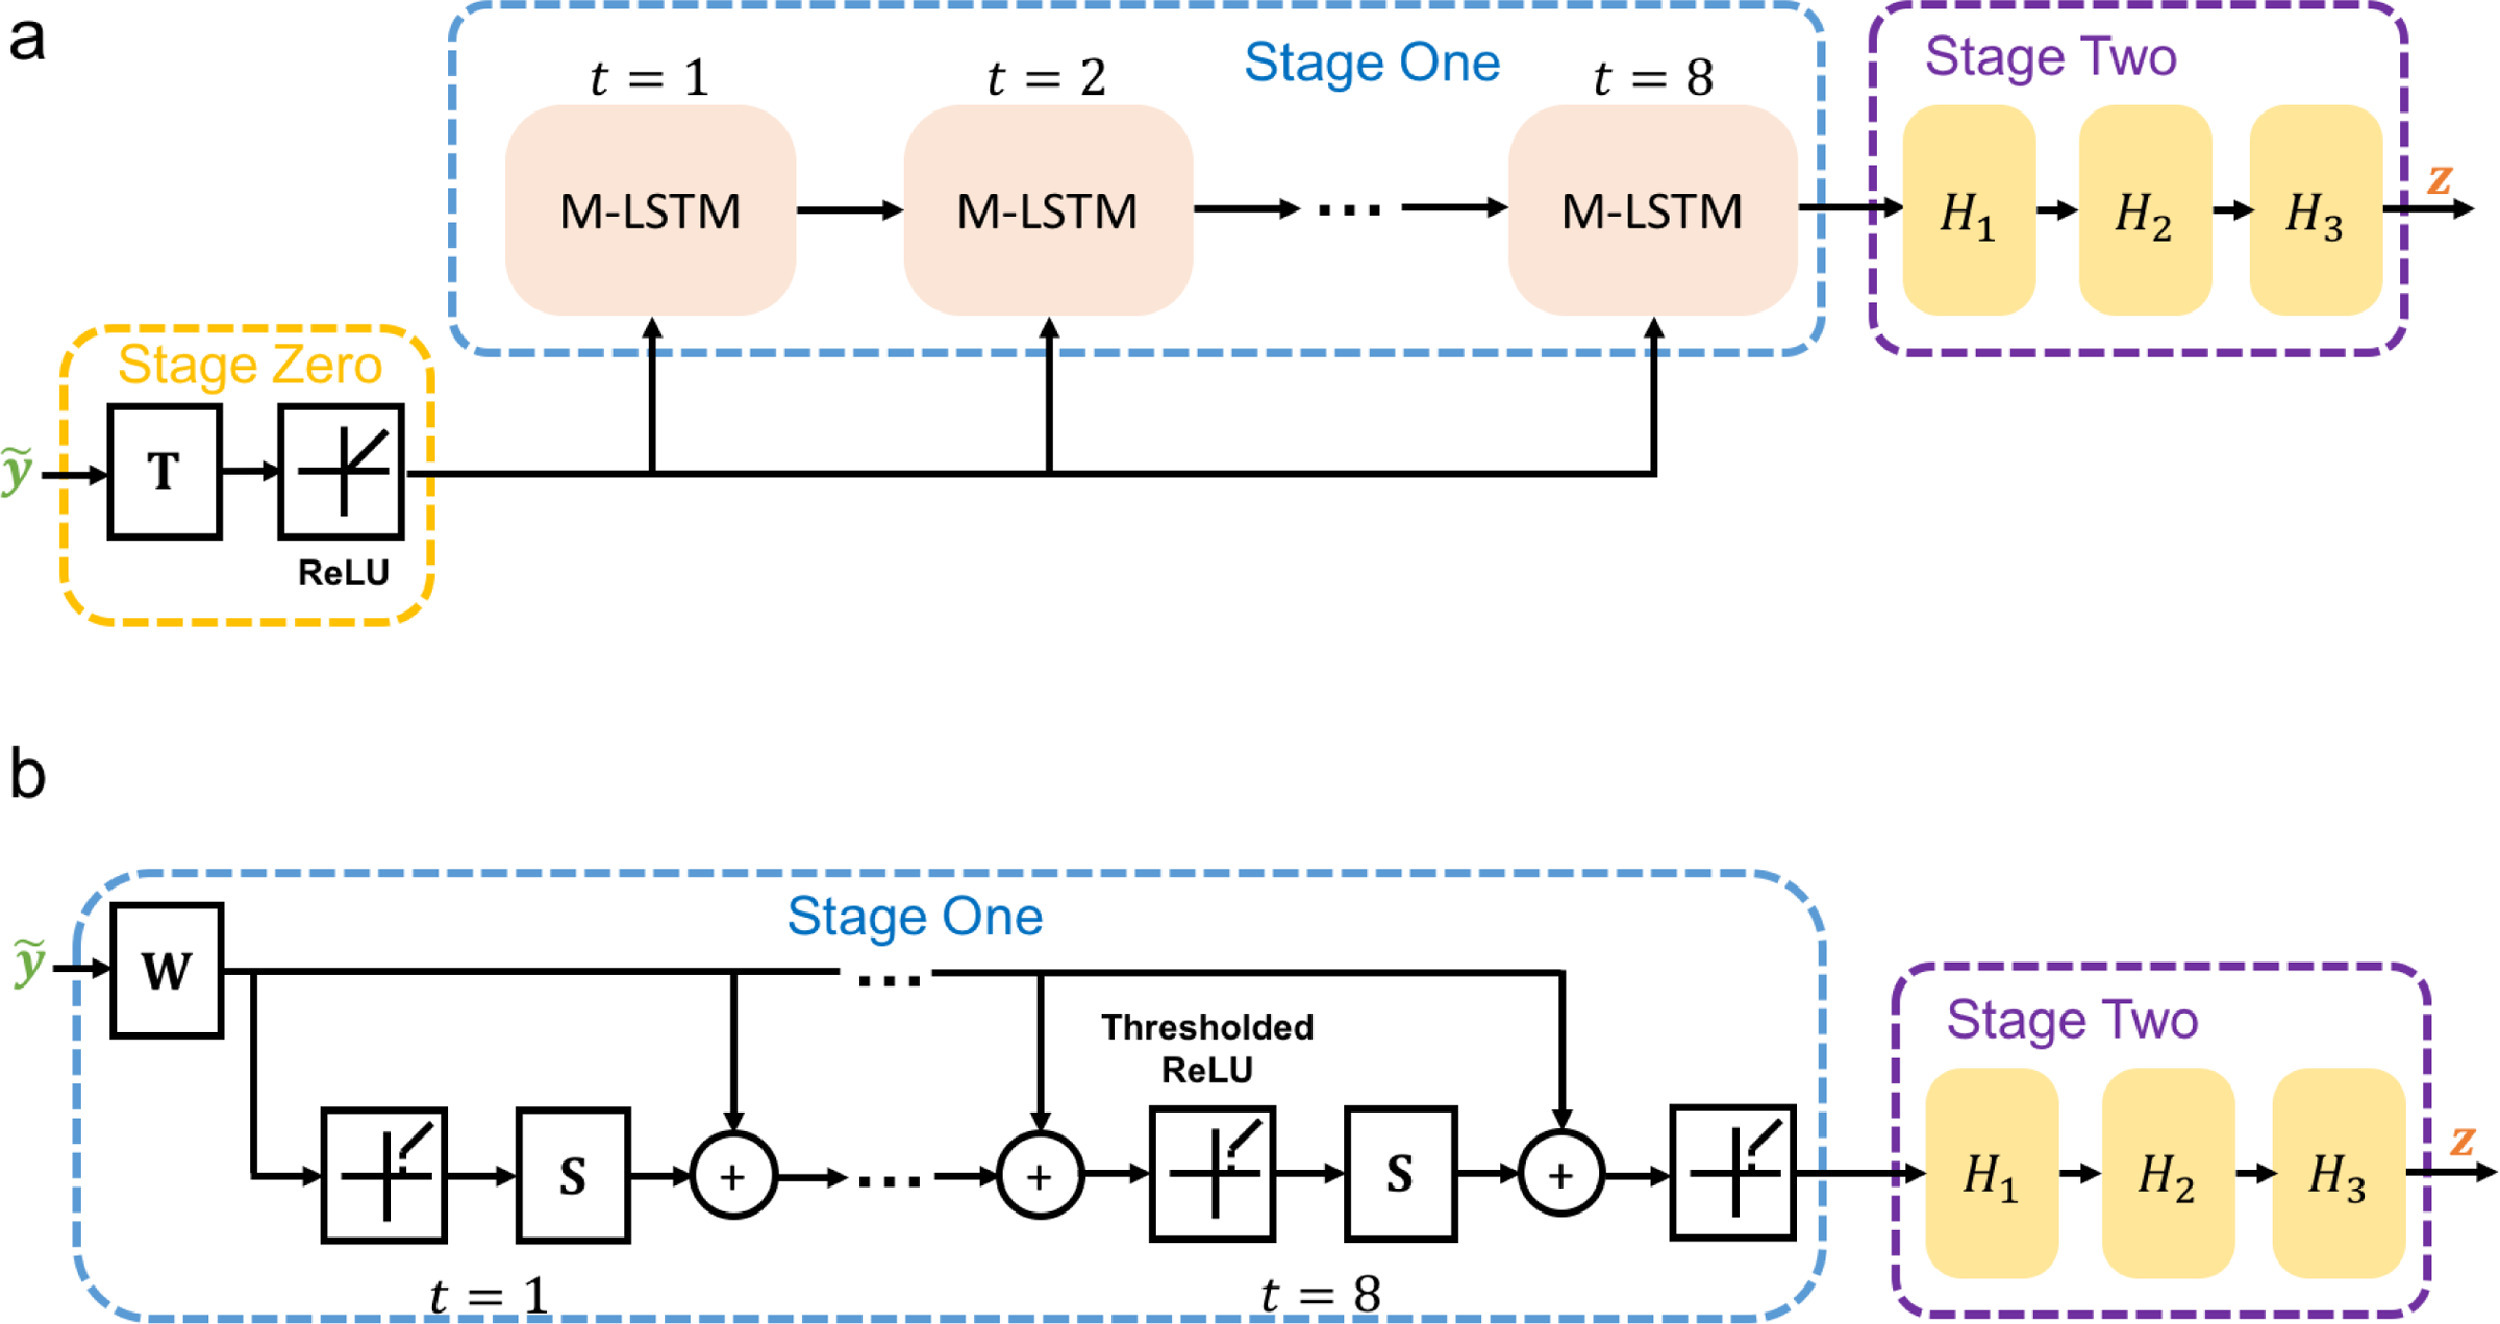 a
Stage One
Stage Two
t = 1
t = 2
t = 8
M-LSTM
M-LSTM
...
M-LSTM
H₁
H₂
H₃
z
Stage Zero
ỹ
T
ReLU
b
Stage One
ỹ
W
...
Stage Two
Thresholded
ReLU
S
+
...
+
S
+
H₁
H₂
H₃
z
t = 1
t = 8